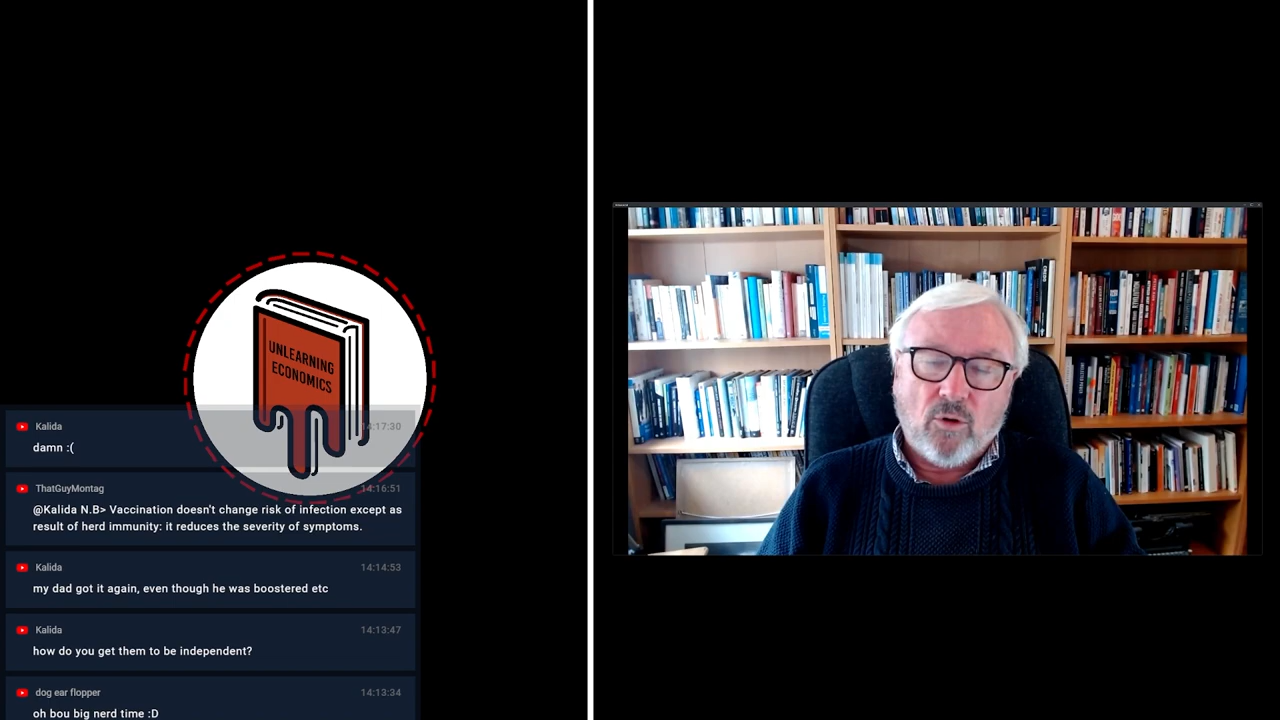 UNLEARNING
ECONOMICS
Kalida 14:17:30
damn :(
ThatGuyMontag 14:16:51
@Kalida N.B> Vaccination doesn't change risk of infection except as
result of herd immunity: it reduces the severity of symptoms.
Kalida 14:14:53
my dad got it again, even though he was boostered etc
Kalida 14:13:47
how do you get them to be independent?
dog ear flopper 14:13:34
oh bou big nerd time :D